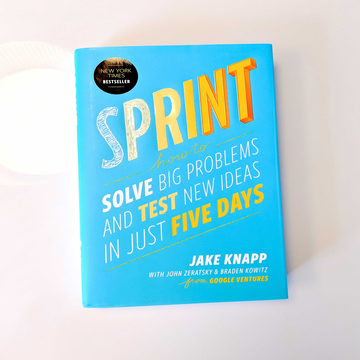 NEW YORK
TIMES
BESTSELLER
SPRINT
how to
SOLVE BIG PROBLEMS
AND TEST NEW IDEAS
IN JUST FIVE DAYS
JAKE KNAPP
WITH JOHN ZERATSKY & BRADEN KOWITZ
from GOOGLE VENTURES